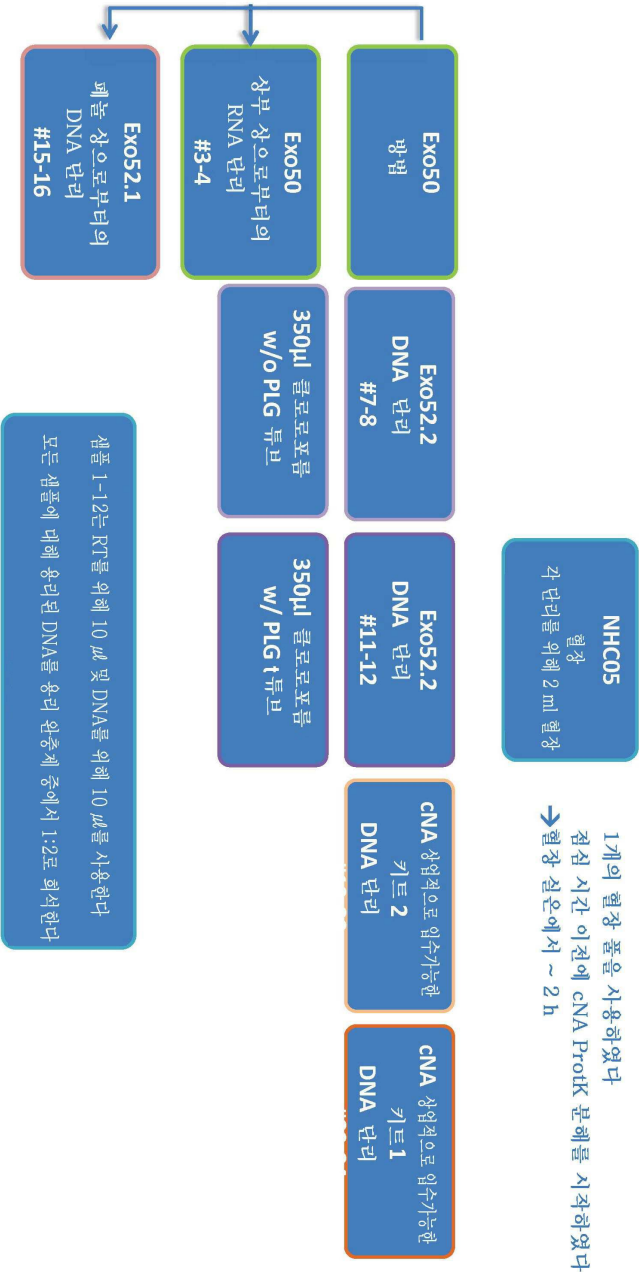 NHC05
혈장
각 단리를 위해 2 ml 혈장
1개의 혈장 풀을 사용하였다
점심 시간 이전에 cNA ProtK 분해를 시작하였다
→ 혈장 실온에서 ~ 2 h
Exo50
방법
Exo52.2
DNA 단리
#7-8
Exo52.2
DNA 단리
#11-12
cNA 상업적으로 입수가능한
키트 2
DNA 단리
cNA 상업적으로 입수가능한
키트1
DNA 단리
Exo50
상부 상으로부터의
RNA 단리
#3-4
350µl 클로로포름
w/o PLG 튜브
350µl 클로로포름
w/ PLG t튜브
Exo52.1
페놀 상으로부터의
DNA 단리
#15-16
샘플 1-12는 RT를 위해 10 ㎕ 및 DNA를 위해 10 ㎕를 사용한다
모든 샘플에 대해 용리된 DNA를 용리 완충제 중에서 1:2로 희석한다